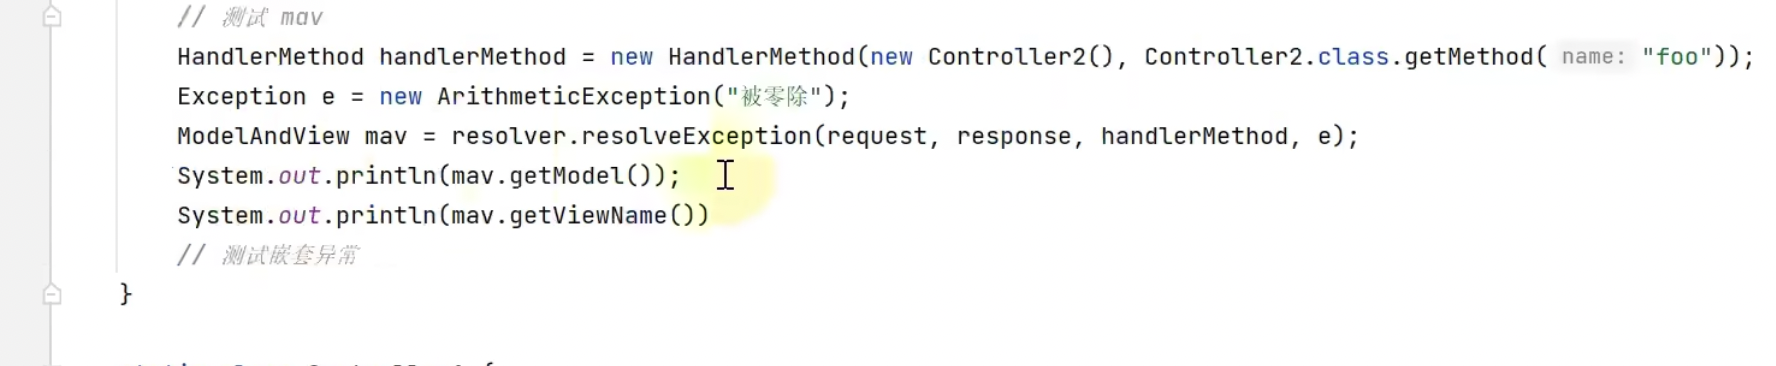 // 测试 mav
HandlerMethod handlerMethod = new HandlerMethod(new Controller2(), Controller2.class.getMethod( name: "foo"));
Exception e = new ArithmeticException("被零除");
ModelAndView mav = resolver.resolveException(request, response, handlerMethod, e);
System.out.println(mav.getModel());
System.out.println(mav.getViewName())
// 测试嵌套异常
}